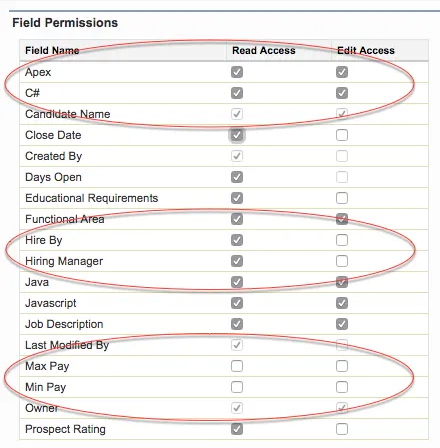 Field Permissions
Field Name Read Access Edit Access
Apex
C#
Candidate Name
Close Date
Created By
Days Open
Educational Requirements
Functional Area
Hire By
Hiring Manager
Java
Javascript
Job Description
Last Modified By
Max Pay
Min Pay
Owner
Prospect Rating